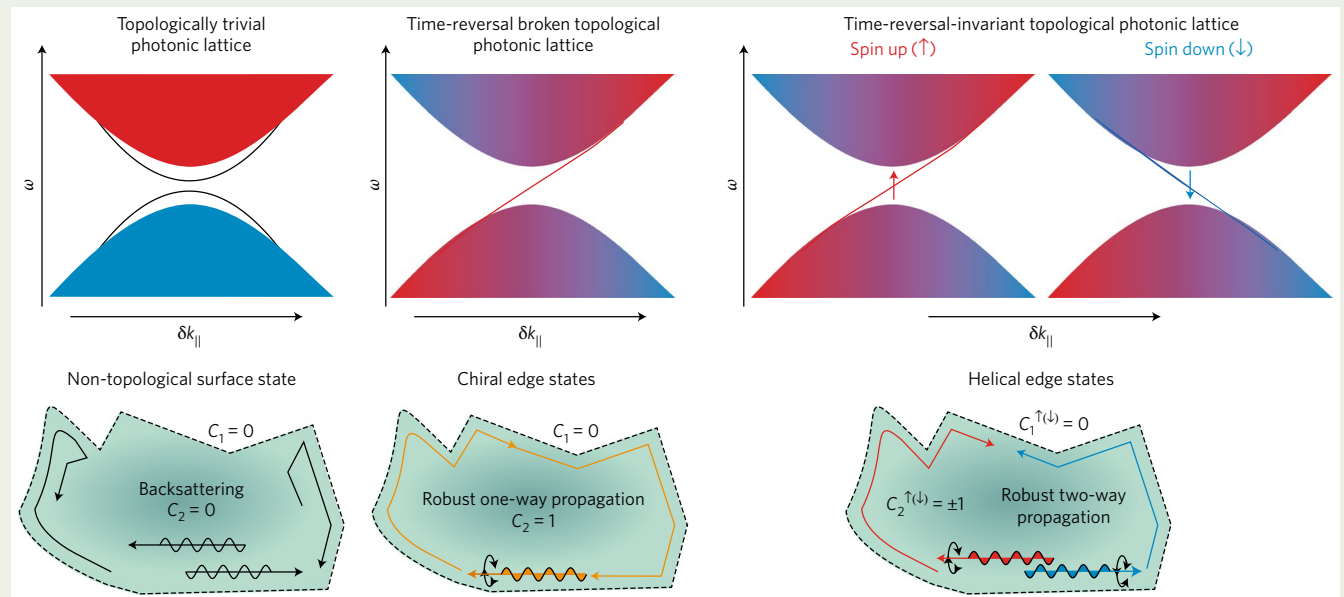 Topologically trivial
photonic lattice
Time-reversal broken topological
photonic lattice
Time-reversal-invariant topological photonic lattice
Spin up (↑)
Spin down (↓)
ω
ω
ω
δk||
δk||
δk||
Non-topological surface state
Chiral edge states
Helical edge states
C1 = 0
Backsattering
C2 = 0
C1 = 0
Robust one-way propagation
C2 = 1
C1↑(↓) = 0
C2↑(↓) = ±1
Robust two-way
propagation